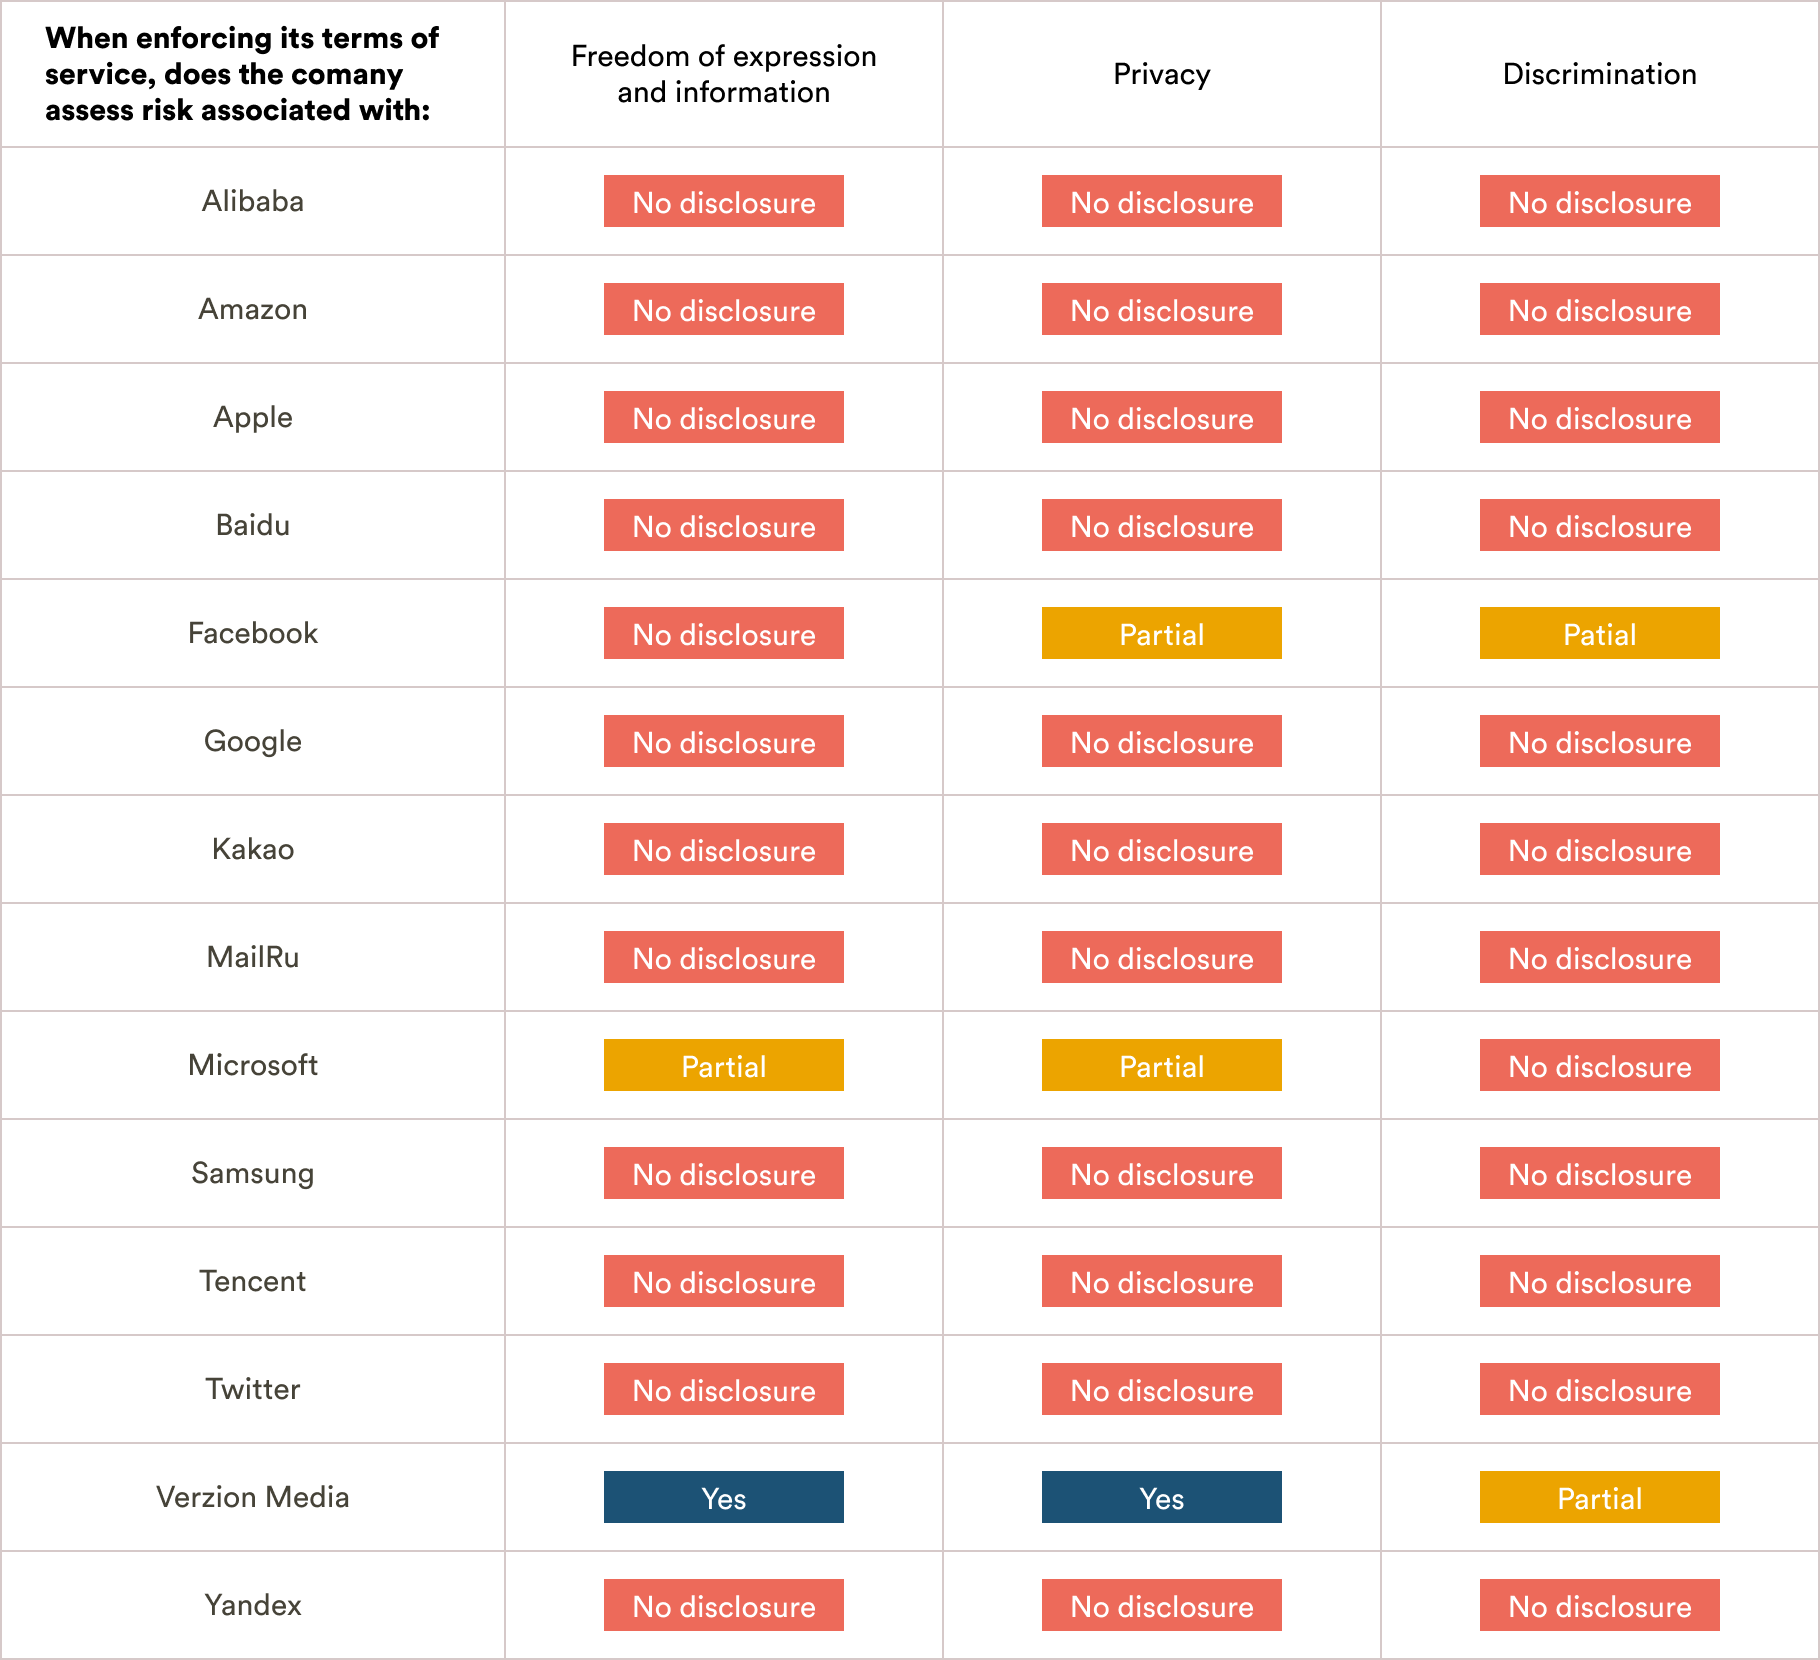 When enforcing its terms of
service, does the comany
assess risk associated with:
Freedom of expression
and information
Privacy
Discrimination
Alibaba No disclosure No disclosure No disclosure
Amazon No disclosure No disclosure No disclosure
Apple No disclosure No disclosure No disclosure
Baidu No disclosure No disclosure No disclosure
Facebook No disclosure Partial Patial
Google No disclosure No disclosure No disclosure
Kakao No disclosure No disclosure No disclosure
MailRu No disclosure No disclosure No disclosure
Microsoft Partial Partial No disclosure
Samsung No disclosure No disclosure No disclosure
Tencent No disclosure No disclosure No disclosure
Twitter No disclosure No disclosure No disclosure
Verzion Media Yes Yes Partial
Yandex No disclosure No disclosure No disclosure